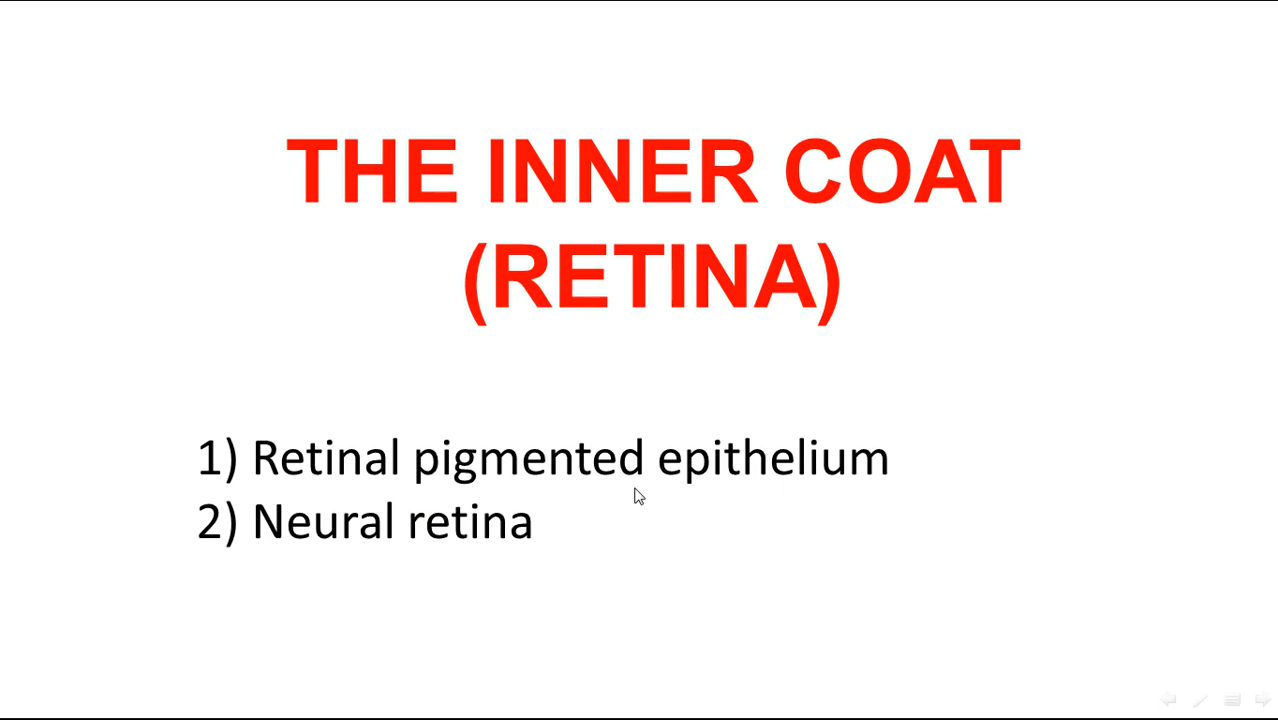 THE INNER COAT
(RETINA)
1) Retinal pigmented epithelium
2) Neural retina